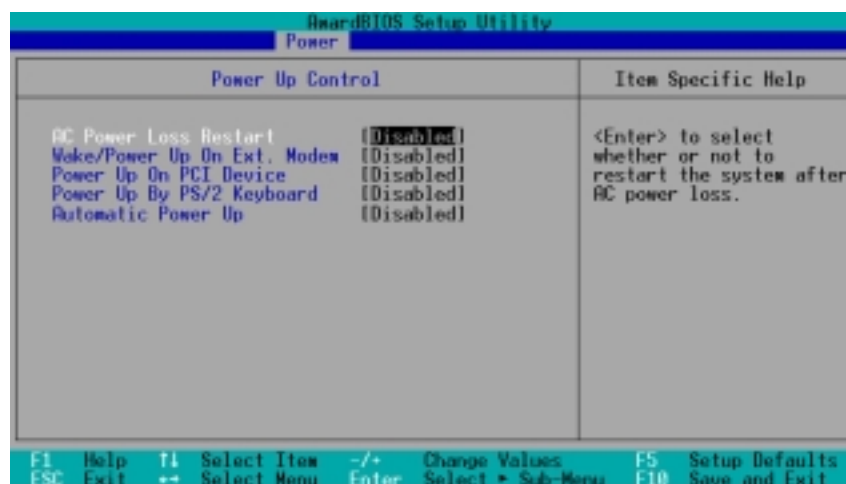 AwardBIOS Setup Utility
Power
Power Up Control
Item Specific Help
AC Power Loss Restart [Disabled]
Wake/Power Up On Ext. Modem [Disabled]
Power Up On PCI Device [Disabled]
Power Up By PS/2 Keyboard [Disabled]
Automatic Power Up [Disabled]
<Enter> to select
whether or not to
restart the system after
AC power loss.
F1 Help ↑↓ Select Item -/+ Change Values F5 Setup Defaults
ESC Exit ↔ Select Menu Enter Select ► Sub-Menu F10 Save and Exit